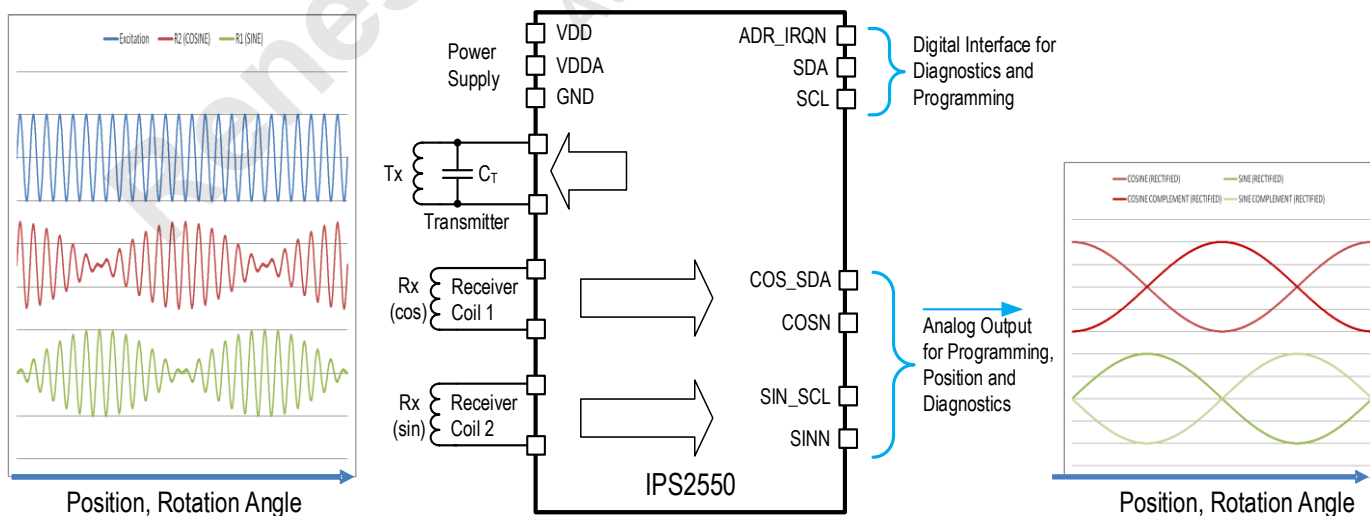 Renes
Excitation
R2 (COSINE)
R1 (SINE)
Position, Rotation Angle
Power
Supply
VDD
VDDA
GND
Tx
CT
Transmitter
Rx
(cos)
Receiver
Coil 1
Rx
(sin)
Receiver
Coil 2
IPS2550
ADR_IRQN
SDA
SCL
Digital Interface for
Diagnostics and
Programming
COS_SDA
COSN
SIN_SCL
SINN
Analog Output
for Programming,
Position and
Diagnostics
COSINE (RECTIFIED)
SINE (RECTIFIED)
COSINE COMPLEMENT (RECTIFIED)
SINE COMPLEMENT (RECTIFIED)
Position, Rotation Angle